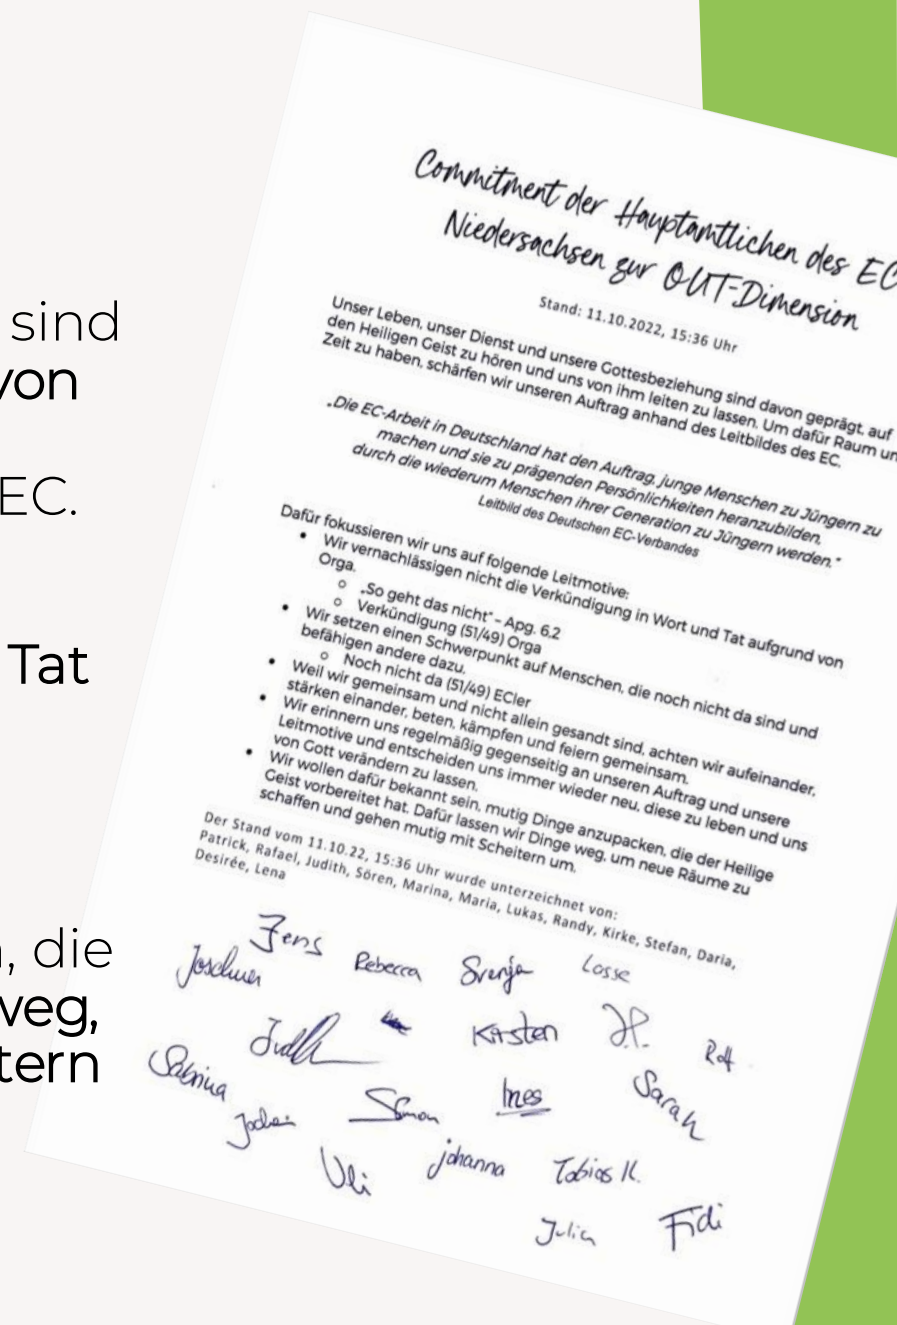 sind
von
EC.
Tat
, die
weg,
tern
Commitment der Hauptamtlichen des EC
Niedersachsen zur OUT-Dimension
Stand: 11.10.2022, 15:36 Uhr
Unser Leben, unser Dienst und unsere Gottesbeziehung sind davon geprägt, auf
den Heiligen Geist zu hören und uns von ihm leiten zu lassen. Um dafür Raum un
Zeit zu haben, schärfen wir unseren Auftrag anhand des Leitbildes des EC.
„Die EC-Arbeit in Deutschland hat den Auftrag, junge Menschen zu Jüngern zu
machen und sie zu prägenden Persönlichkeiten heranzubilden,
durch die wiederum Menschen ihrer Generation zu Jüngern werden.“
Leitbild des Deutschen EC-Verbandes
Dafür fokussieren wir uns auf folgende Leitmotive:
• Wir vernachlässigen nicht die Verkündigung in Wort und Tat aufgrund von
Orga.
○ „So geht das nicht“ – Apg. 6,2
○ Verkündigung (51/49) Orga
• Wir setzen einen Schwerpunkt auf Menschen, die noch nicht da sind und
befähigen andere dazu.
○ Noch nicht da (51/49) ECler
• Weil wir gemeinsam und nicht allein gesandt sind, achten wir aufeinander,
stärken einander, beten, kämpfen und feiern gemeinsam.
• Wir erinnern uns regelmäßig gegenseitig an unseren Auftrag und unsere
Leitmotive und entscheiden uns immer wieder neu, diese zu leben und uns
von Gott verändern zu lassen.
• Wir wollen dafür bekannt sein, mutig Dinge anzupacken, die der Heilige
Geist vorbereitet hat. Dafür lassen wir Dinge weg, um neue Räume zu
schaffen und gehen mutig mit Scheitern um.
Der Stand vom 11.10.22, 15:36 Uhr wurde unterzeichnet von:
Patrick, Rafael, Judith, Sören, Marina, Maria, Lukas, Randy, Kirke, Stefan, Daria,
Desirée, Lena
Jens
Joschua
Rebecca
Svenja
Losse
Kirsten
J.P.
Rolf
Sabrina
Simon
Ines
Sarah
Uli
Johanna
Tobias K.
Julia
Fidi